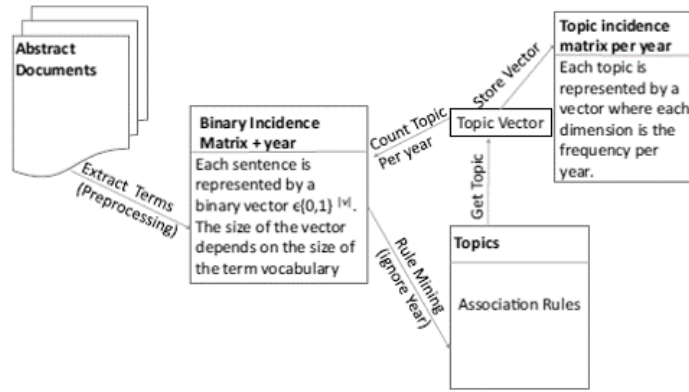 Abstract
Documents
Extract Terms
(Preprocessing)
Binary Incidence
Matrix + year
Each sentence is
represented by a
binary vector ϵ{0,1} |v|.
The size of the vector
depends on the size of
the term vocabulary
Count Topic
Per year
Rule Mining
(ignore Year)
Topics
Association Rules
Get Topic
Topic Vector
Store Vector
Topic incidence
matrix per year
Each topic is
represented by a
vector where each
dimension is the
frequency per
year.